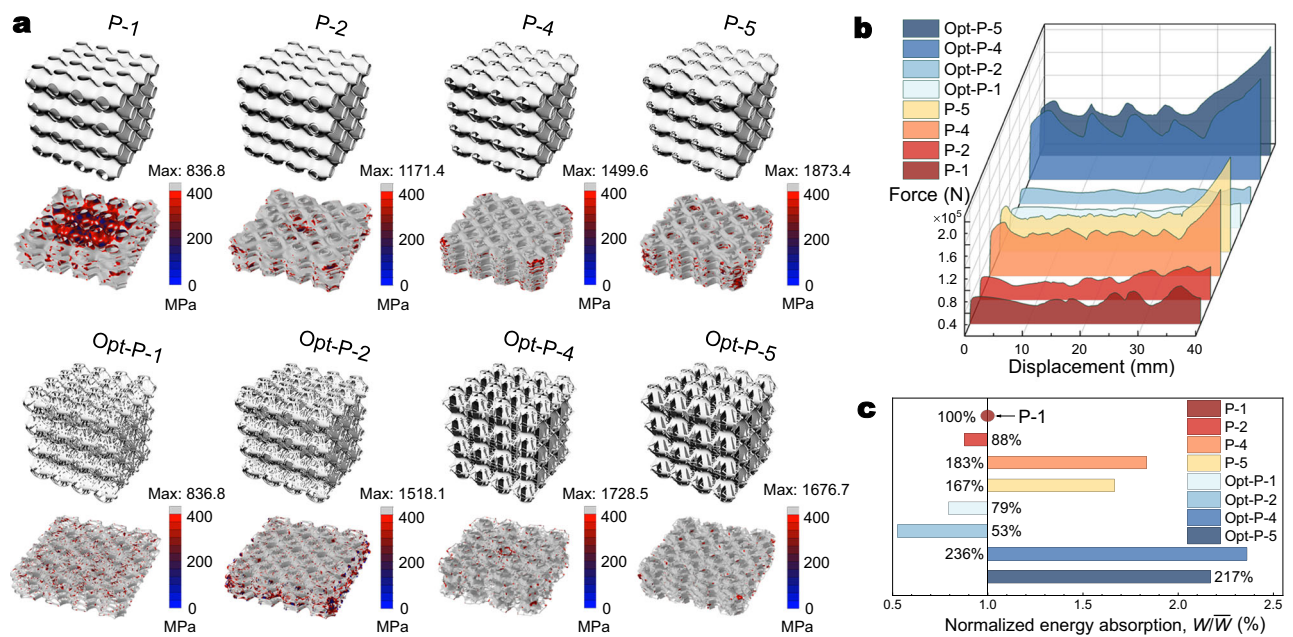 a
P-1
P-2
P-4
P-5
Max: 836.8
400
200
0
MPa
Max: 1171.4
400
200
0
MPa
Max: 1499.6
400
200
0
MPa
Max: 1873.4
400
200
0
MPa
Opt-P-1
Opt-P-2
Opt-P-4
Opt-P-5
Max: 836.8
400
200
0
MPa
Max: 1518.1
400
200
0
MPa
Max: 1728.5
400
200
0
MPa
Max: 1676.7
400
200
0
MPa
b
Opt-P-5
Opt-P-4
Opt-P-2
Opt-P-1
P-5
P-4
P-2
P-1
Force (N)
×10⁵
2.0
1.6
1.2
0.8
0.4
0 10 20 30 40
Displacement (mm)
c
100% P-1
88%
183%
167%
79%
53%
236%
217%
P-1
P-2
P-4
P-5
Opt-P-1
Opt-P-2
Opt-P-4
Opt-P-5
0.5 1.0 1.5 2.0 2.5
Normalized energy absorption, W/W̅ (%)